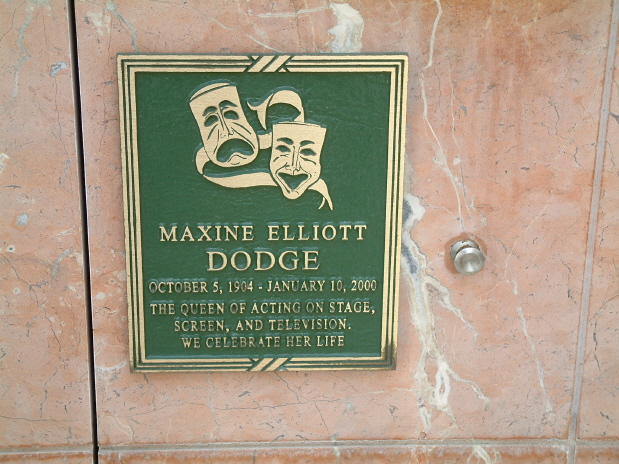 MAXINE ELLIOTT
DODGE
OCTOBER 5, 1904 - JANUARY 10, 2000
THE QUEEN OF ACTING ON STAGE,
SCREEN, AND TELEVISION.
WE CELEBRATE HER LIFE